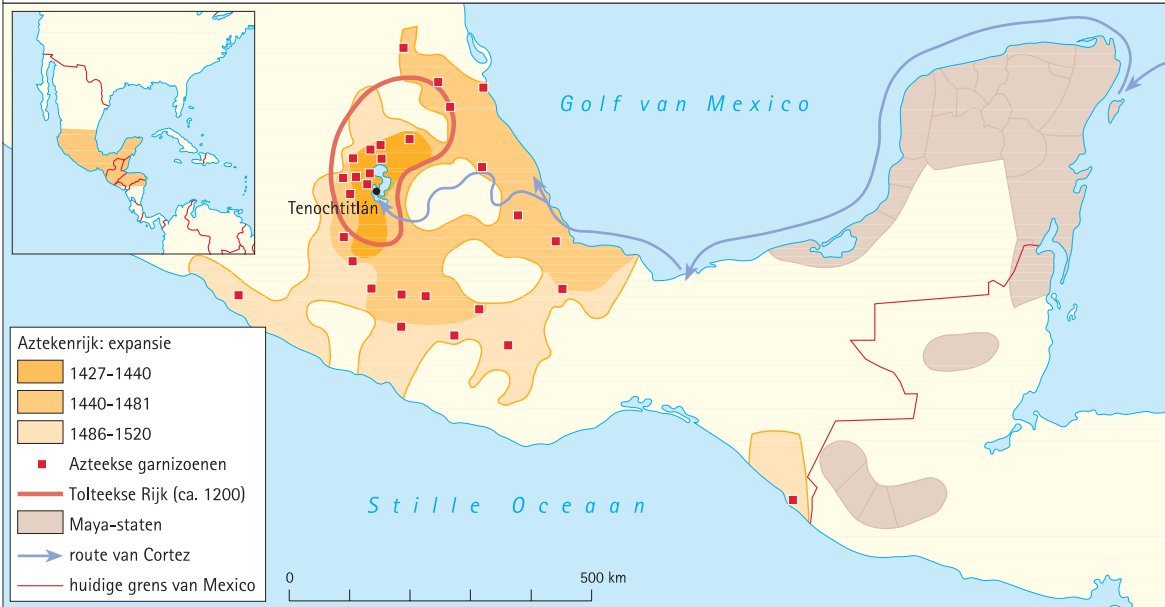 Golf van Mexico
Tenochtitlán
Stille Oceaan
Aztekenrijk: expansie
1427-1440
1440-1481
1486-1520
Azteekse garnizoenen
Tolteekse Rijk (ca. 1200)
Maya-staten
route van Cortez
huidige grens van Mexico
0 500 km